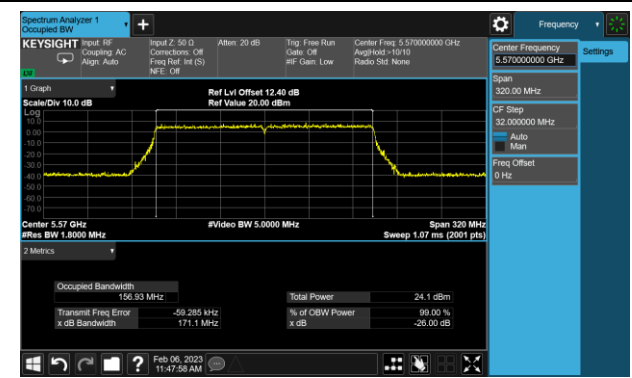 Spectrum Analyzer 1
Occupied BW
Frequency
KEYSIGHT
Input: RF
Coupling: AC
Align: Auto
Input Z: 50 Ω
Corrections: Off
Freq Ref: Int (S)
NFE: Off
Atten: 20 dB
Trig: Free Run
Gate: Off
#IF Gain: Low
Center Freq: 5.570000000 GHz
Avg|Hold:>10/10
Radio Std: None
1 Graph
Scale/Div 10.0 dB
Ref Lvl Offset 12.40 dB
Ref Value 20.00 dBm
Log
10.0
0.00
-10.0
-20.0
-30.0
-40.0
-50.0
-60.0
-70.0
Center 5.57 GHz
#Res BW 1.8000 MHz
#Video BW 5.0000 MHz
Span 320 MHz
Sweep 1.07 ms (2001 pts)
2 Metrics
Occupied Bandwidth
156.93 MHz
Total Power
24.1 dBm
Transmit Freq Error
-59.285 kHz
% of OBW Power
99.00 %
x dB Bandwidth
171.1 MHz
x dB
-26.00 dB
Feb 06, 2023
11:47:58 AM
Center Frequency
5.570000000 GHz
Settings
Span
320.00 MHz
CF Step
32.000000 MHz
Auto
Man
Freq Offset
0 Hz